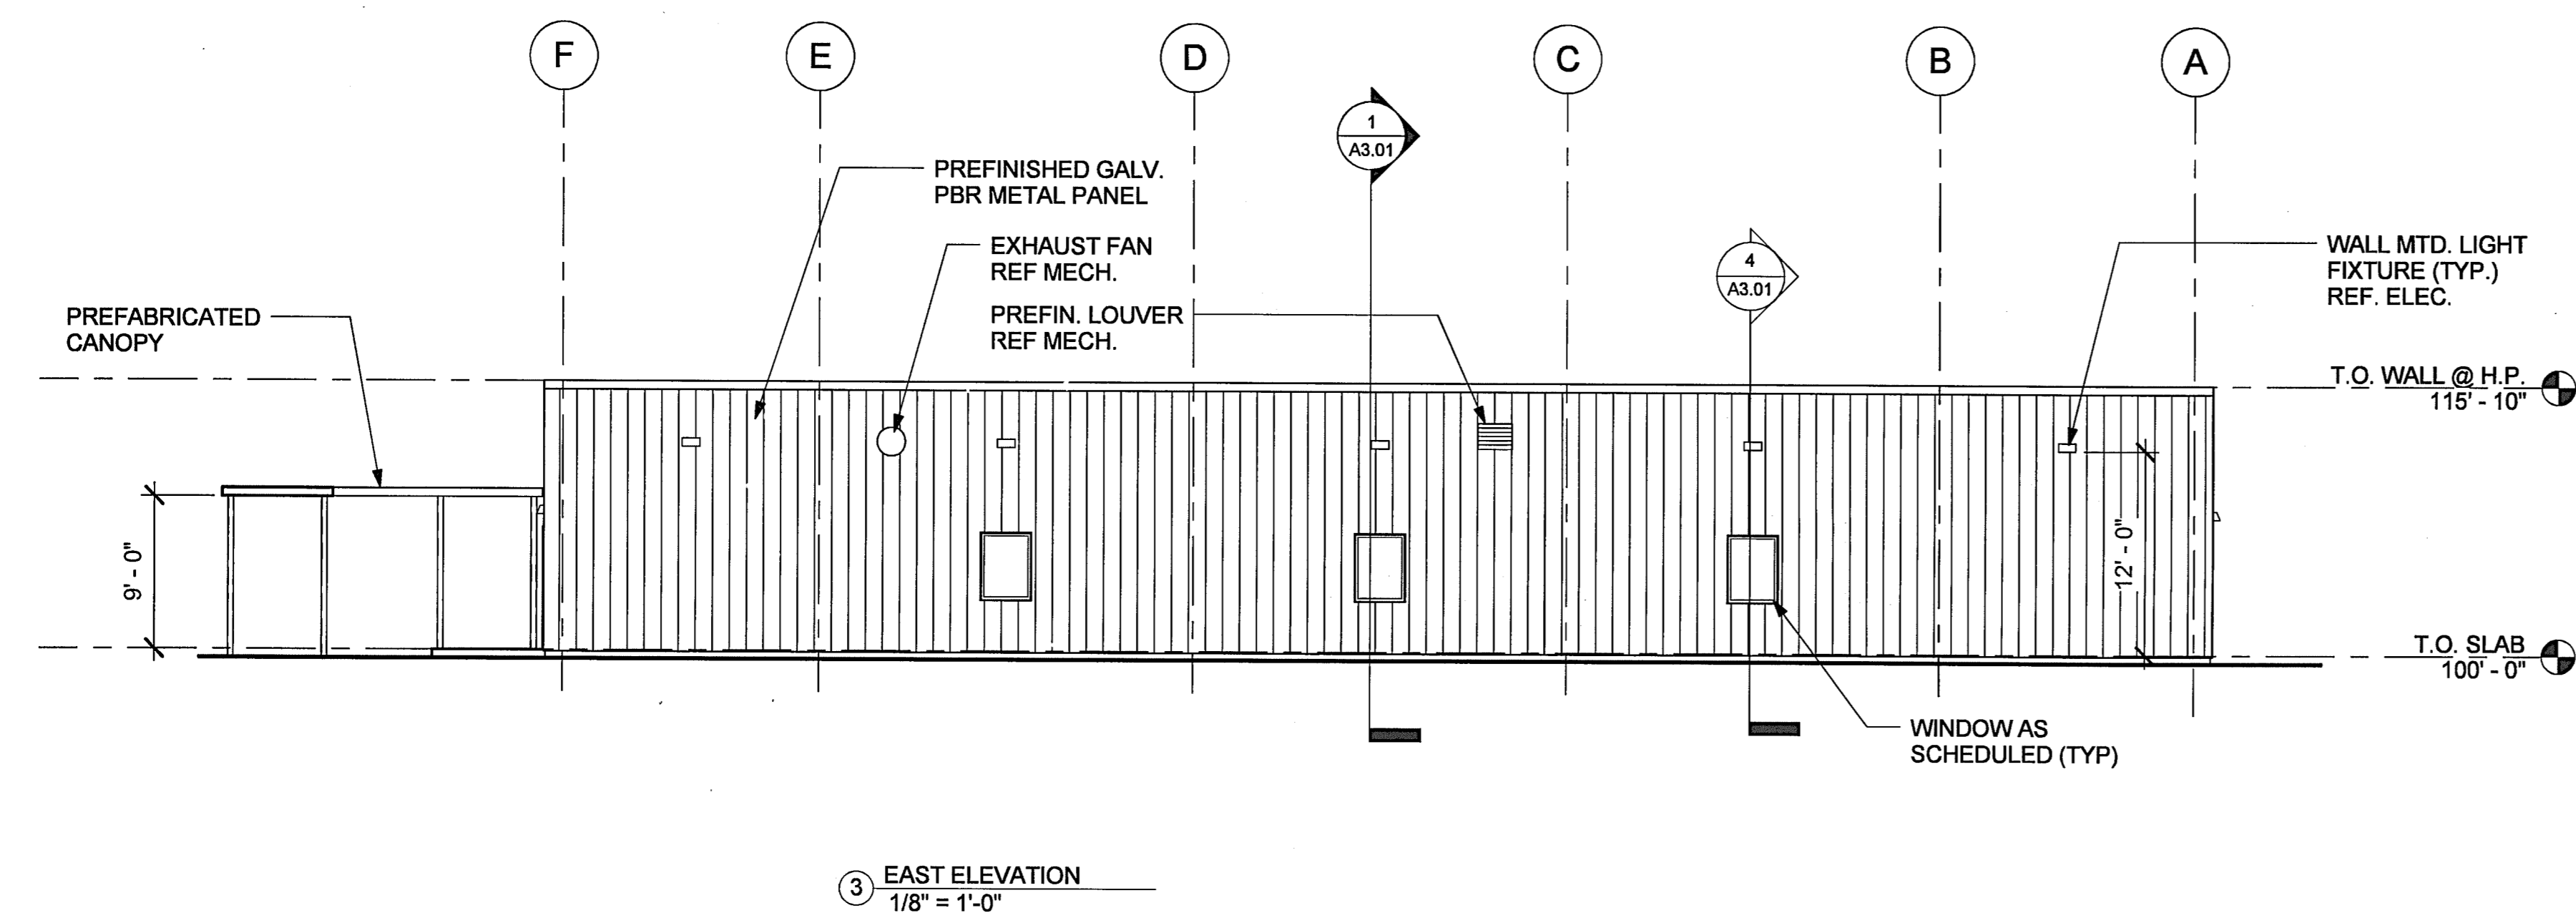 F
E
D
C
B
A
1
A3.01
PREFINISHED GALV.
PBR METAL PANEL
EXHAUST FAN
REF MECH.
4
A3.01
WALL MTD. LIGHT
FIXTURE (TYP.)
REF. ELEC.
PREFABRICATED
CANOPY
PREFIN. LOUVER
REF MECH.
T.O. WALL @ H.P.
115' - 10"
9' - 0"
12' - 0"
T.O. SLAB
100' - 0"
WINDOW AS
SCHEDULED (TYP)
3
EAST ELEVATION
1/8" = 1'-0"